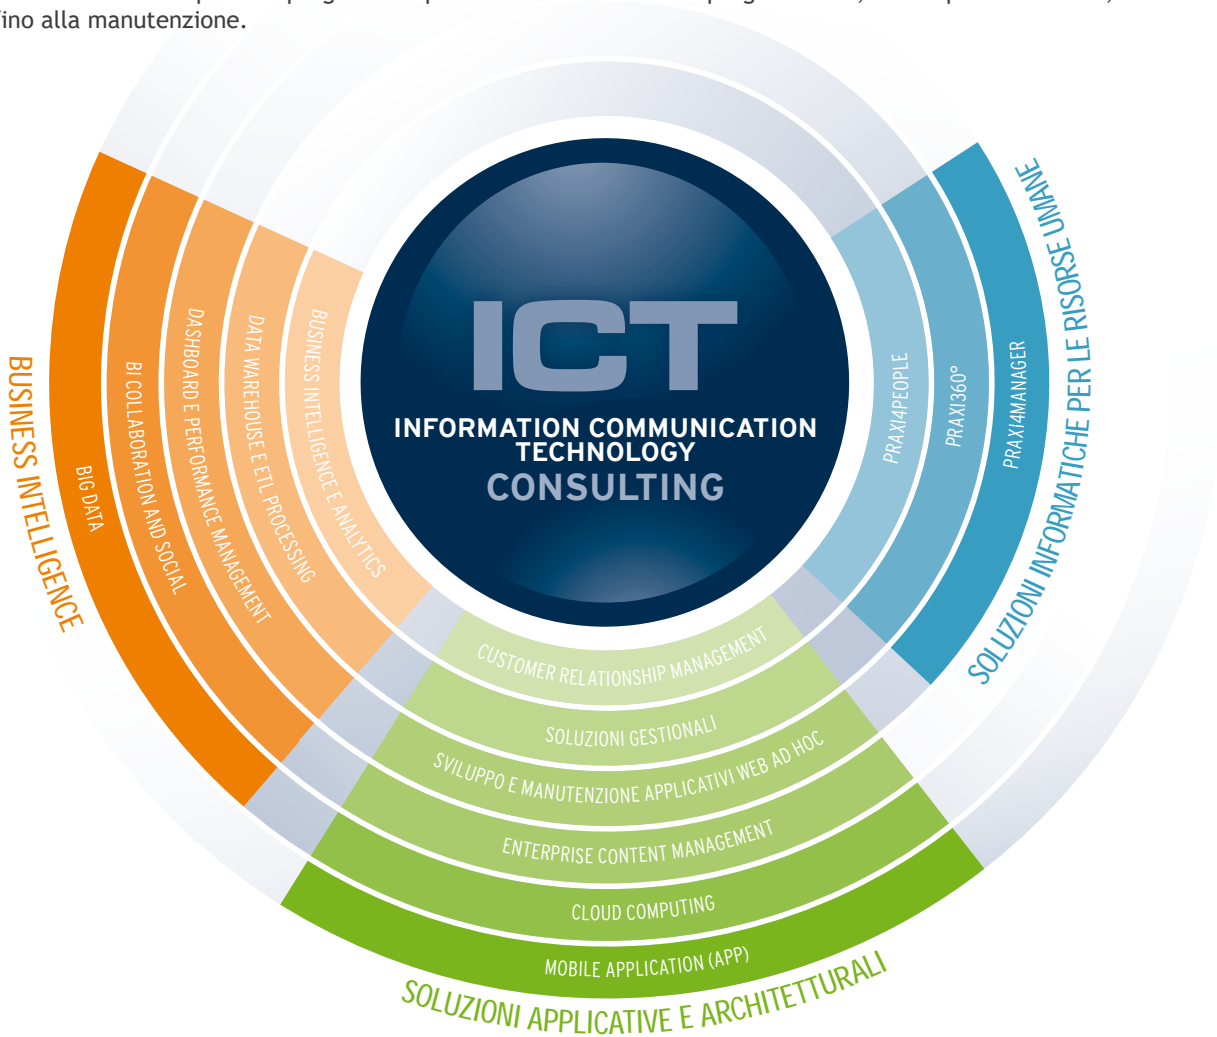 fino alla manutenzione.
ICT
INFORMATION COMMUNICATION
TECHNOLOGY
CONSULTING
BUSINESS INTELLIGENCE
BIG DATA
BI COLLABORATION AND SOCIAL
DASHBOARD E PERFORMANCE MANAGEMENT
DATA WAREHOUSE E ETL PROCESSING
BUSINESS INTELLIGENCE E ANALYTICS
PRAXI4PEOPLE
PRAXI360°
PRAXI4MANAGER
SOLUZIONI INFORMATICHE PER LE RISORSE UMANE
CUSTOMER RELATIONSHIP MANAGEMENT
SOLUZIONI GESTIONALI
SVILUPPO E MANUTENZIONE APPLICATIVI WEB AD HOC
ENTERPRISE CONTENT MANAGEMENT
CLOUD COMPUTING
MOBILE APPLICATION (APP)
SOLUZIONI APPLICATIVE E ARCHITETTURALI